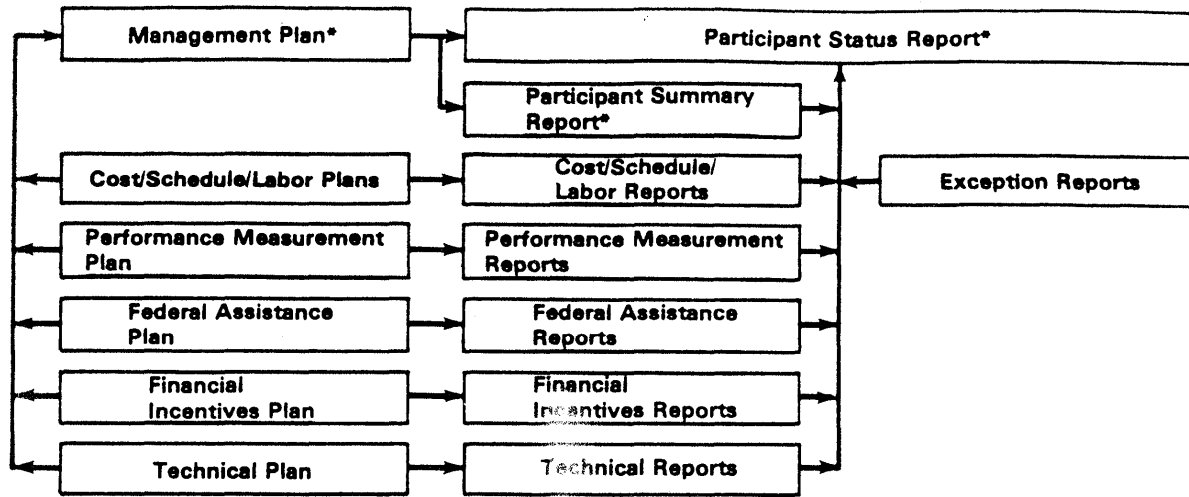 Management Plan*
Participant Status Report*
Participant Summary
Report*
Cost/Schedule/Labor Plans
Cost/Schedule/
Labor Reports
Exception Reports
Performance Measurement
Plan
Performance Measurement
Reports
Federal Assistance
Plan
Federal Assistance
Reports
Financial
Incentives Plan
Financial
Incentives Reports
Technical Plan
Technical Reports